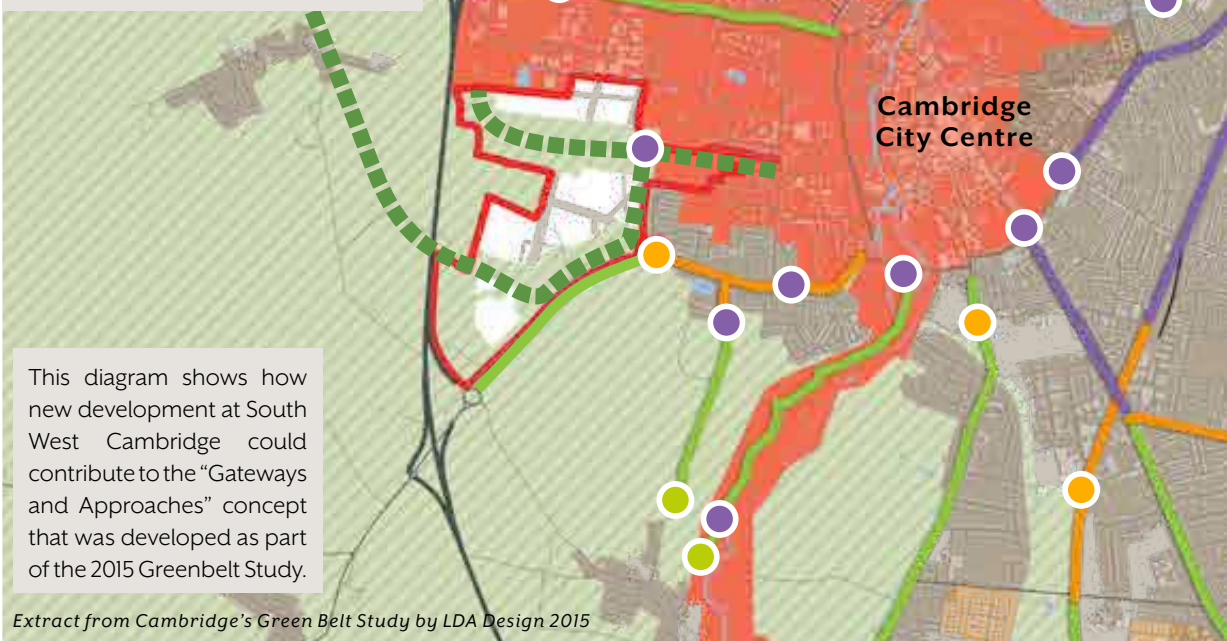 Cambridge
City Centre
This diagram shows how
new development at South
West Cambridge could
contribute to the “Gateways
and Approaches” concept
that was developed as part
of the 2015 Greenbelt Study.
Extract from Cambridge's Green Belt Study by LDA Design 2015